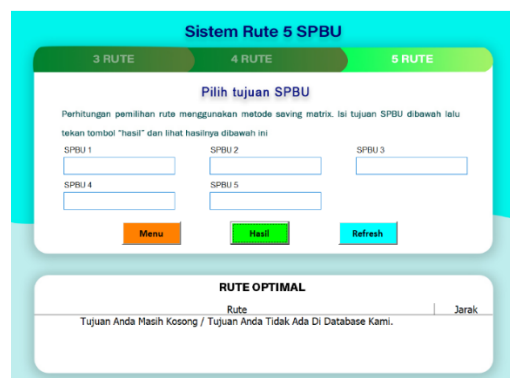 Sistem Rute 5 SPBU
3 RUTE 4 RUTE 5 RUTE
Pilih tujuan SPBU
Perhitungan pemilihan rute menggunakan metode saving matrix. Isi tujuan SPBU dibawah lalu
tekan tombol "hasil" dan lihat hasilnya dibawah ini
SPBU 1 SPBU 2 SPBU 3
SPBU 4 SPBU 5
Menu Hasil Refresh
RUTE OPTIMAL
Rute Jarak
Tujuan Anda Masih Kosong / Tujuan Anda Tidak Ada Di Database Kami.